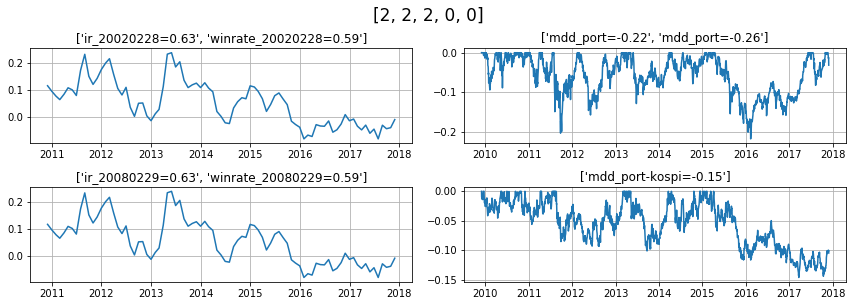 [2, 2, 2, 0, 0]
['ir_20020228=0.63', 'winrate_20020228=0.59']
0.2
0.1
0.0
2011 2012 2013 2014 2015 2016 2017 2018
['mdd_port=-0.22', 'mdd_port=-0.26']
0.0
−0.1
−0.2
2010 2011 2012 2013 2014 2015 2016 2017 2018
['ir_20080229=0.63', 'winrate_20080229=0.59']
0.2
0.1
0.0
2011 2012 2013 2014 2015 2016 2017 2018
['mdd_port-kospi=-0.15']
0.00
−0.05
−0.10
−0.15
2010 2011 2012 2013 2014 2015 2016 2017 2018